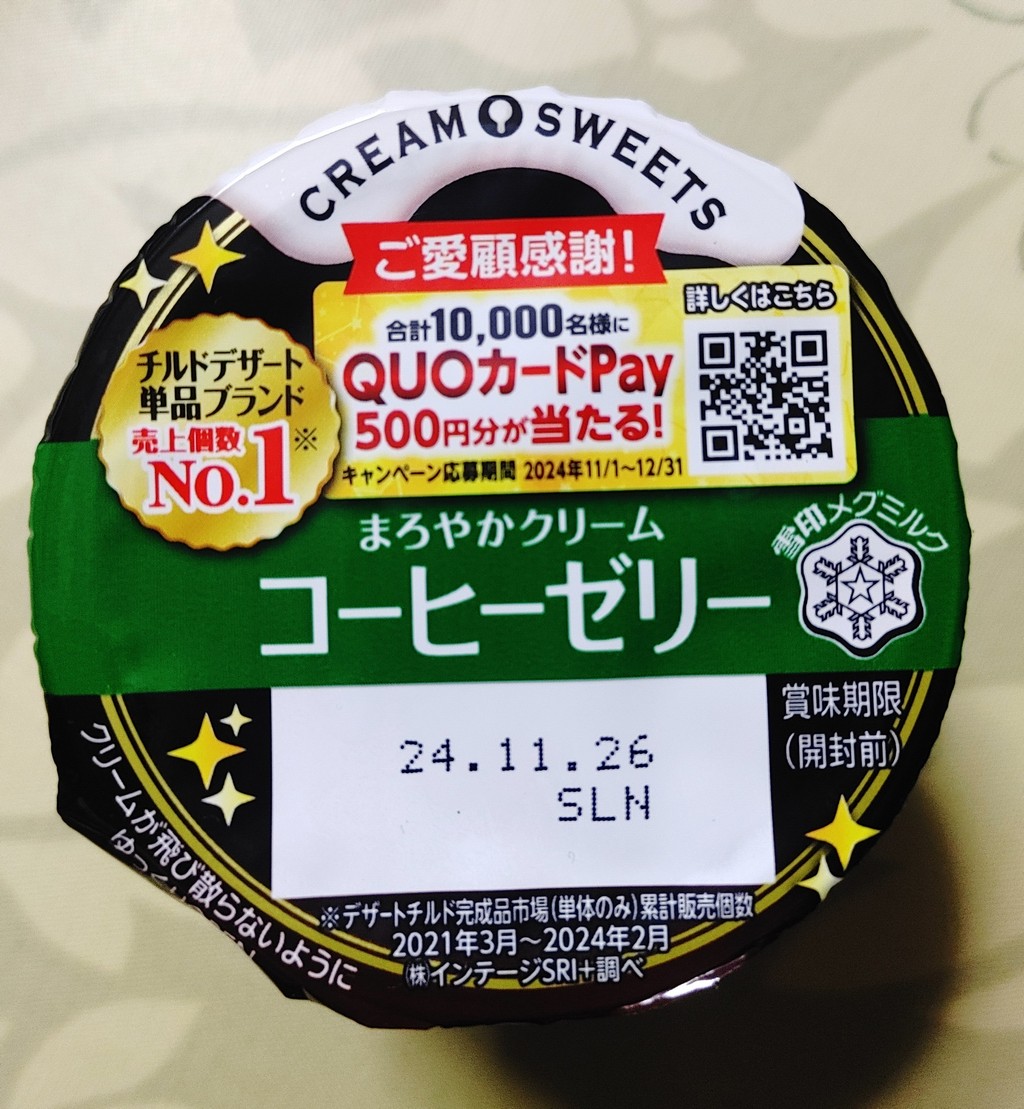 CREAM SWEETS
ご愛顧感謝!
合計10,000名様に
QUOカードPay
500円分が当たる!
キャンペーン応募期間 2024年11/1~12/31
詳しくはこちら
チルドデザート
単品ブランド
売上個数
No.1※
まろやかクリーム
コーヒーゼリー
雪印メグミルク
賞味期限
(開封前)
24.11.26
SLN
クリームが飛び散らないように
※デザートチルド完成品市場(単体のみ)累計販売個数
2021年3月~2024年2月
㈱インテージSRI+調べ